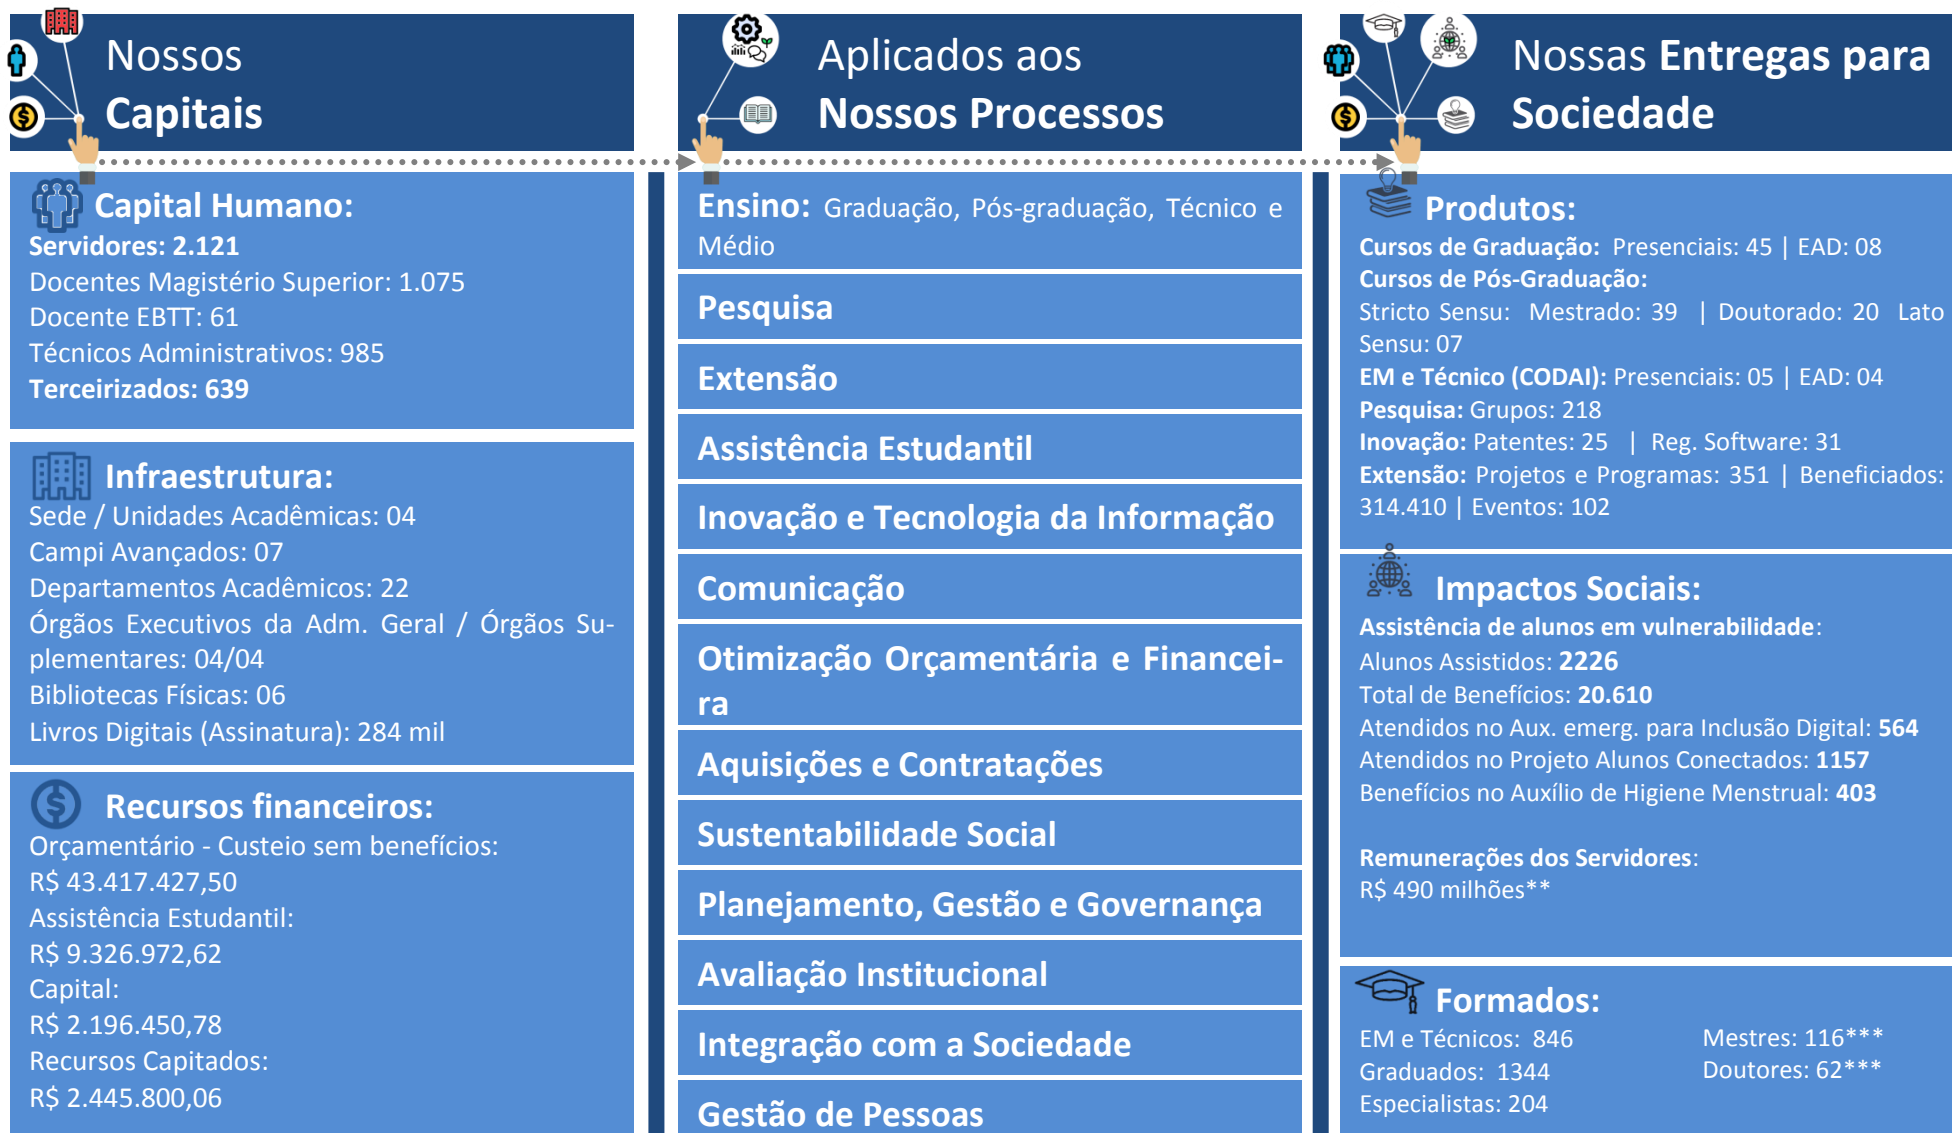 Nossos
Capitais
Aplicados aos
Nossos Processos
Nossas Entregas para
Sociedade
Capital Humano:
Servidores: 2.121
Docentes Magistério Superior: 1.075
Docente EBTT: 61
Técnicos Administrativos: 985
Terceirizados: 639
Infraestrutura:
Sede / Unidades Acadêmicas: 04
Campi Avançados: 07
Departamentos Acadêmicos: 22
Órgãos Executivos da Adm. Geral / Órgãos Su-
plementares: 04/04
Bibliotecas Físicas: 06
Livros Digitais (Assinatura): 284 mil
Recursos financeiros:
Orçamentário - Custeio sem benefícios:
R$ 43.417.427,50
Assistência Estudantil:
R$ 9.326.972,62
Capital:
R$ 2.196.450,78
Recursos Capitados:
R$ 2.445.800,06
Ensino: Graduação, Pós-graduação, Técnico e
Médio
Pesquisa
Extensão
Assistência Estudantil
Inovação e Tecnologia da Informação
Comunicação
Otimização Orçamentária e Financei-
ra
Aquisições e Contratações
Sustentabilidade Social
Planejamento, Gestão e Governança
Avaliação Institucional
Integração com a Sociedade
Gestão de Pessoas
Produtos:
Cursos de Graduação: Presenciais: 45 | EAD: 08
Cursos de Pós-Graduação:
Stricto Sensu: Mestrado: 39 | Doutorado: 20 Lato
Sensu: 07
EM e Técnico (CODAI): Presenciais: 05 | EAD: 04
Pesquisa: Grupos: 218
Inovação: Patentes: 25 | Reg. Software: 31
Extensão: Projetos e Programas: 351 | Beneficiados:
314.410 | Eventos: 102
Impactos Sociais:
Assistência de alunos em vulnerabilidade:
Alunos Assistidos: 2226
Total de Benefícios: 20.610
Atendidos no Aux. emerg. para Inclusão Digital: 564
Atendidos no Projeto Alunos Conectados: 1157
Benefícios no Auxílio de Higiene Menstrual: 403
Remunerações dos Servidores:
R$ 490 milhões**
Formados:
EM e Técnicos: 846
Graduados: 1344
Especialistas: 204
Mestres: 116***
Doutores: 62***